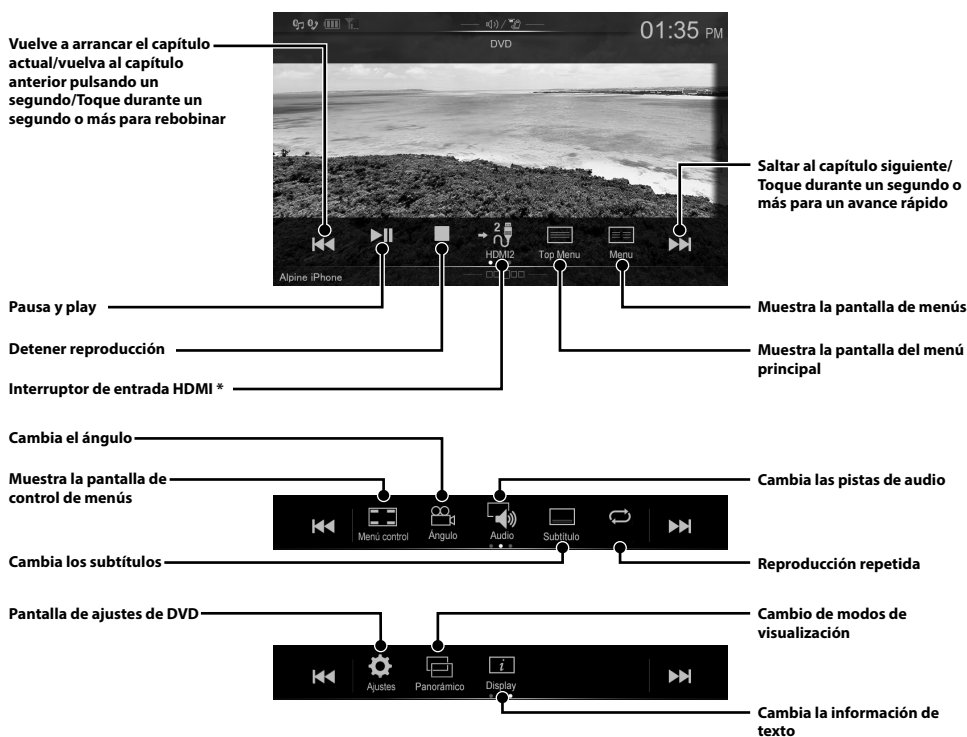 01:35 PM
DVD
Vuelve a arrancar el capítulo
actual/vuelva al capítulo
anterior pulsando un
segundo/Toque durante un
segundo o más para rebobinar
Saltar al capítulo siguiente/
Toque durante un segundo o
más para un avance rápido
2
HDMI2
Top Menu
Menu
Alpine iPhone
Pausa y play
Muestra la pantalla de menús
Detener reproducción
Muestra la pantalla del menú
principal
Interruptor de entrada HDMI *
Cambia el ángulo
Muestra la pantalla de
control de menús
Cambia las pistas de audio
Menú control
Ángulo
Audio
Subtítulo
Cambia los subtítulos
Reproducción repetida
Pantalla de ajustes de DVD
Cambio de modos de
visualización
i
Ajustes
Panorámico
Display
Cambia la información de
texto